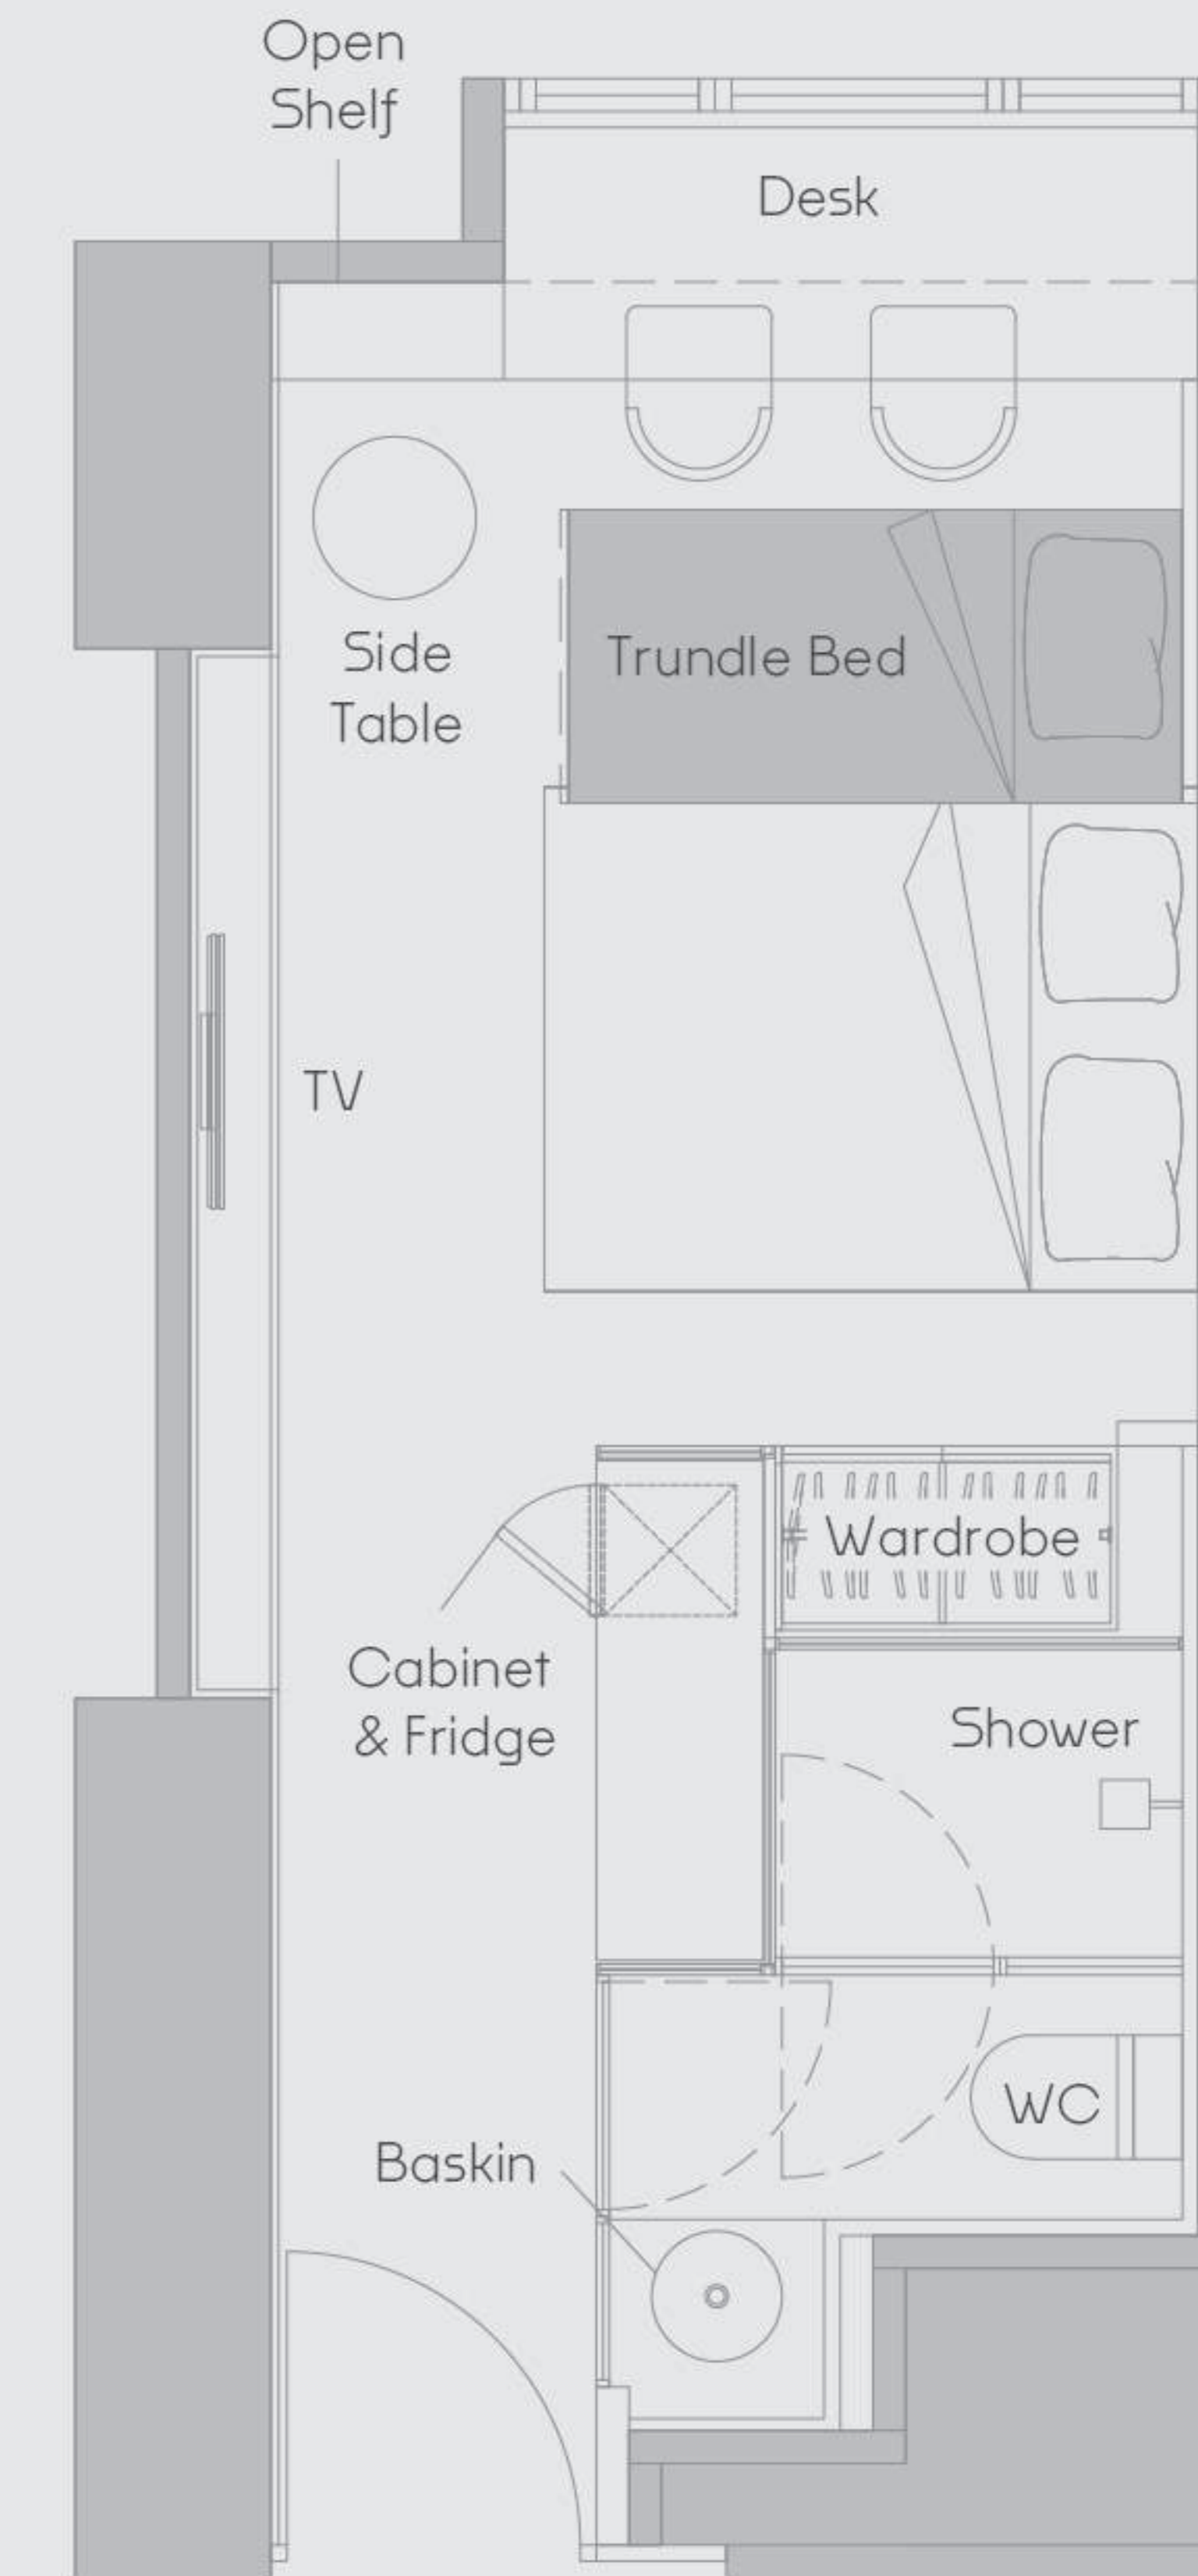 Open
Shelf
Desk
Side
Table
Trundle Bed
TV
Wardrobe
Cabinet
& Fridge
Shower
WC
Baskin